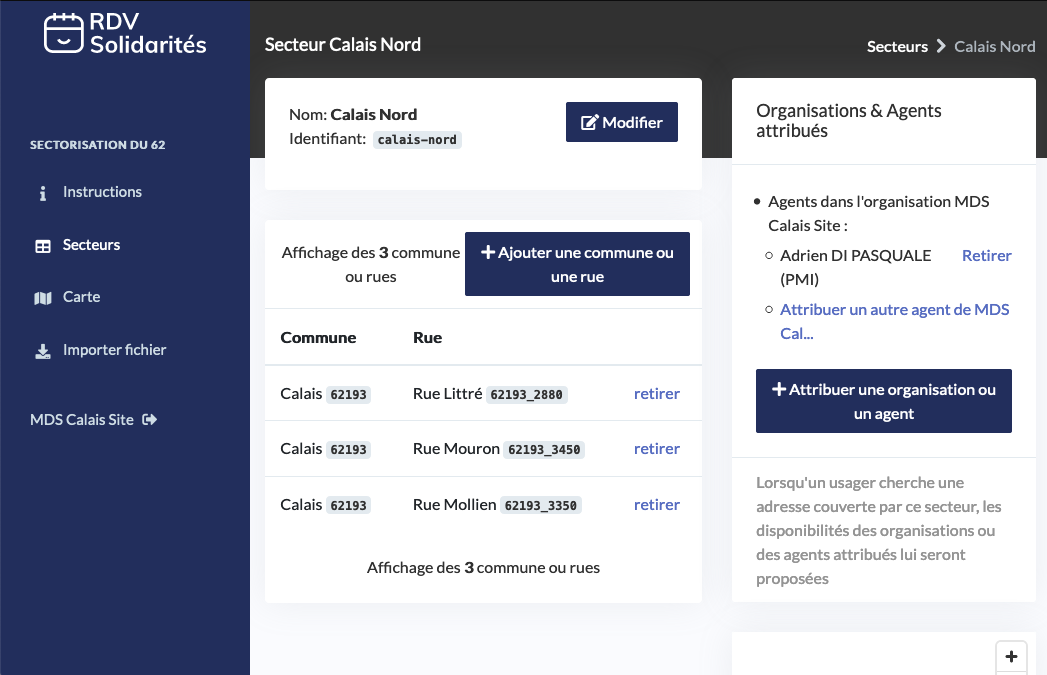 RDV
Solidarités
SECTORISATION DU 62
Instructions
Secteurs
Carte
Importer fichier
MDS Calais Site
Secteur Calais Nord
Secteurs > Calais Nord
Nom: Calais Nord
Identifiant: calais-nord
Modifier
Affichage des 3 commune
ou rues
+ Ajouter une commune ou
une rue
Commune Rue
Calais 62193 Rue Littré 62193_2880 retirer
Calais 62193 Rue Mouron 62193_3450 retirer
Calais 62193 Rue Mollien 62193_3350 retirer
Affichage des 3 commune ou rues
Organisations & Agents
attribués
Agents dans l'organisation MDS
Calais Site :
Adrien DI PASQUALE Retirer
(PMI)
Attribuer un autre agent de MDS
Cal...
+ Attribuer une organisation ou
un agent
Lorsqu'un usager cherche une
adresse couverte par ce secteur, les
disponibilités des organisations ou
des agents attribués lui seront
proposées
+